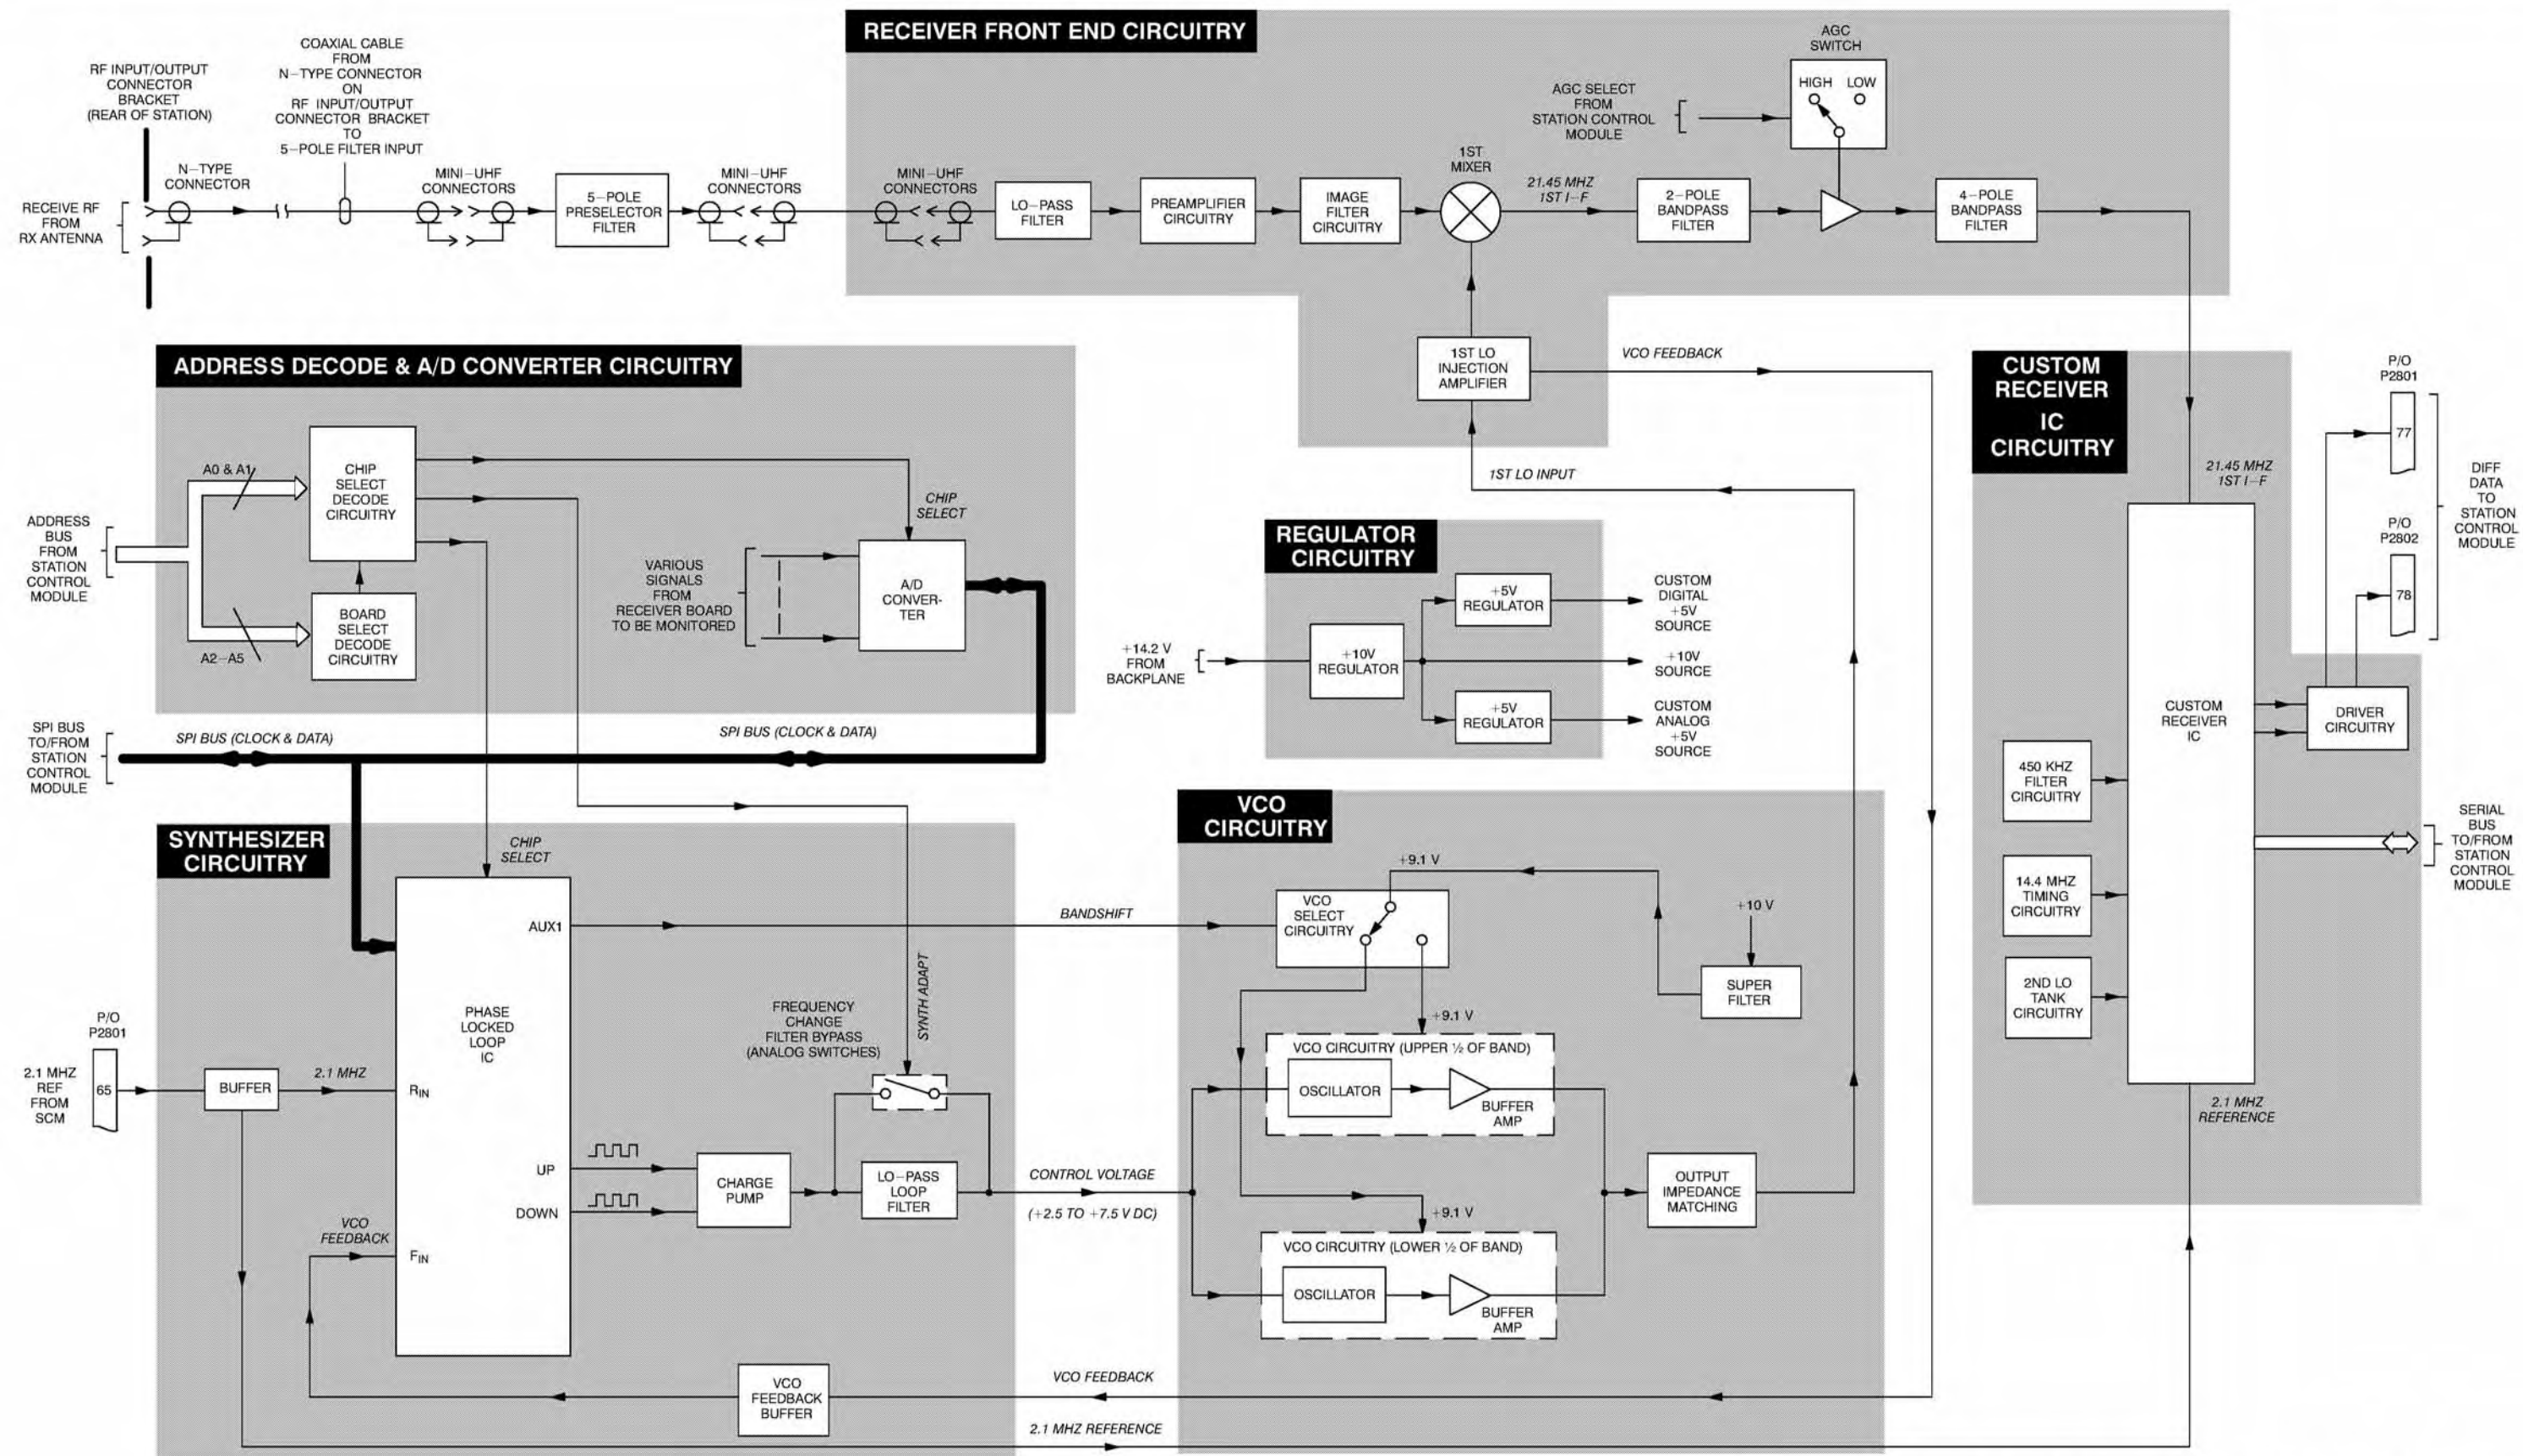 RECEIVER FRONT END CIRCUITRY
RF INPUT/OUTPUT
CONNECTOR
BRACKET
(REAR OF STATION)
COAXIAL CABLE
FROM
N-TYPE CONNECTOR
ON
RF INPUT/OUTPUT
CONNECTOR BRACKET
TO
5-POLE FILTER INPUT
N-TYPE
CONNECTOR
RECEIVE RF
FROM
RX ANTENNA
MINI-UHF
CONNECTORS
5-POLE
PRESELECTOR
FILTER
MINI-UHF
CONNECTORS
MINI-UHF
CONNECTORS
LO-PASS
FILTER
PREAMPLIFIER
CIRCUITRY
IMAGE
FILTER
CIRCUITRY
1ST
MIXER
21.45 MHZ
1ST I-F
AGC SELECT
FROM
STATION CONTROL
MODULE
AGC
SWITCH
HIGH LOW
2-POLE
BANDPASS
FILTER
4-POLE
BANDPASS
FILTER
1ST LO
INJECTION
AMPLIFIER
VCO FEEDBACK
1ST LO INPUT
ADDRESS DECODE & A/D CONVERTER CIRCUITRY
ADDRESS
BUS
FROM
STATION
CONTROL
MODULE
A0 & A1
A2-A5
CHIP
SELECT
DECODE
CIRCUITRY
BOARD
SELECT
DECODE
CIRCUITRY
VARIOUS
SIGNALS
FROM
RECEIVER BOARD
TO BE MONITORED
CHIP
SELECT
A/D
CONVER-
TER
SPI BUS
TO/FROM
STATION
CONTROL
MODULE
SPI BUS (CLOCK & DATA)
SPI BUS (CLOCK & DATA)
REGULATOR
CIRCUITRY
+14.2 V
FROM
BACKPLANE
+10V
REGULATOR
+5V
REGULATOR
+5V
REGULATOR
CUSTOM
DIGITAL
+5V
SOURCE
+10V
SOURCE
CUSTOM
ANALOG
+5V
SOURCE
CUSTOM
RECEIVER
IC
CIRCUITRY
21.45 MHZ
1ST I-F
P/O
P2801
77
P/O
P2802
78
DIFF
DATA
TO
STATION
CONTROL
MODULE
CUSTOM
RECEIVER
IC
DRIVER
CIRCUITRY
450 KHZ
FILTER
CIRCUITRY
14.4 MHZ
TIMING
CIRCUITRY
2ND LO
TANK
CIRCUITRY
SERIAL
BUS
TO/FROM
STATION
CONTROL
MODULE
2.1 MHZ
REFERENCE
SYNTHESIZER
CIRCUITRY
CHIP
SELECT
P/O
P2801
65
2.1 MHZ
REF
FROM
SCM
BUFFER
2.1 MHZ
PHASE
LOCKED
LOOP
IC
AUX1
RIN
UP
DOWN
FIN
VCO
FEEDBACK
CHARGE
PUMP
FREQUENCY
CHANGE
FILTER BYPASS
(ANALOG SWITCHES)
SYNTH ADAPT
LO-PASS
LOOP
FILTER
VCO
FEEDBACK
BUFFER
BANDSHIFT
CONTROL VOLTAGE
(+2.5 TO +7.5 V DC)
VCO FEEDBACK
2.1 MHZ REFERENCE
VCO
CIRCUITRY
VCO
SELECT
CIRCUITRY
+9.1 V
+10 V
SUPER
FILTER
+9.1 V
VCO CIRCUITRY (UPPER ½ OF BAND)
OSCILLATOR
BUFFER
AMP
+9.1 V
VCO CIRCUITRY (LOWER ½ OF BAND)
OSCILLATOR
BUFFER
AMP
OUTPUT
IMPEDANCE
MATCHING